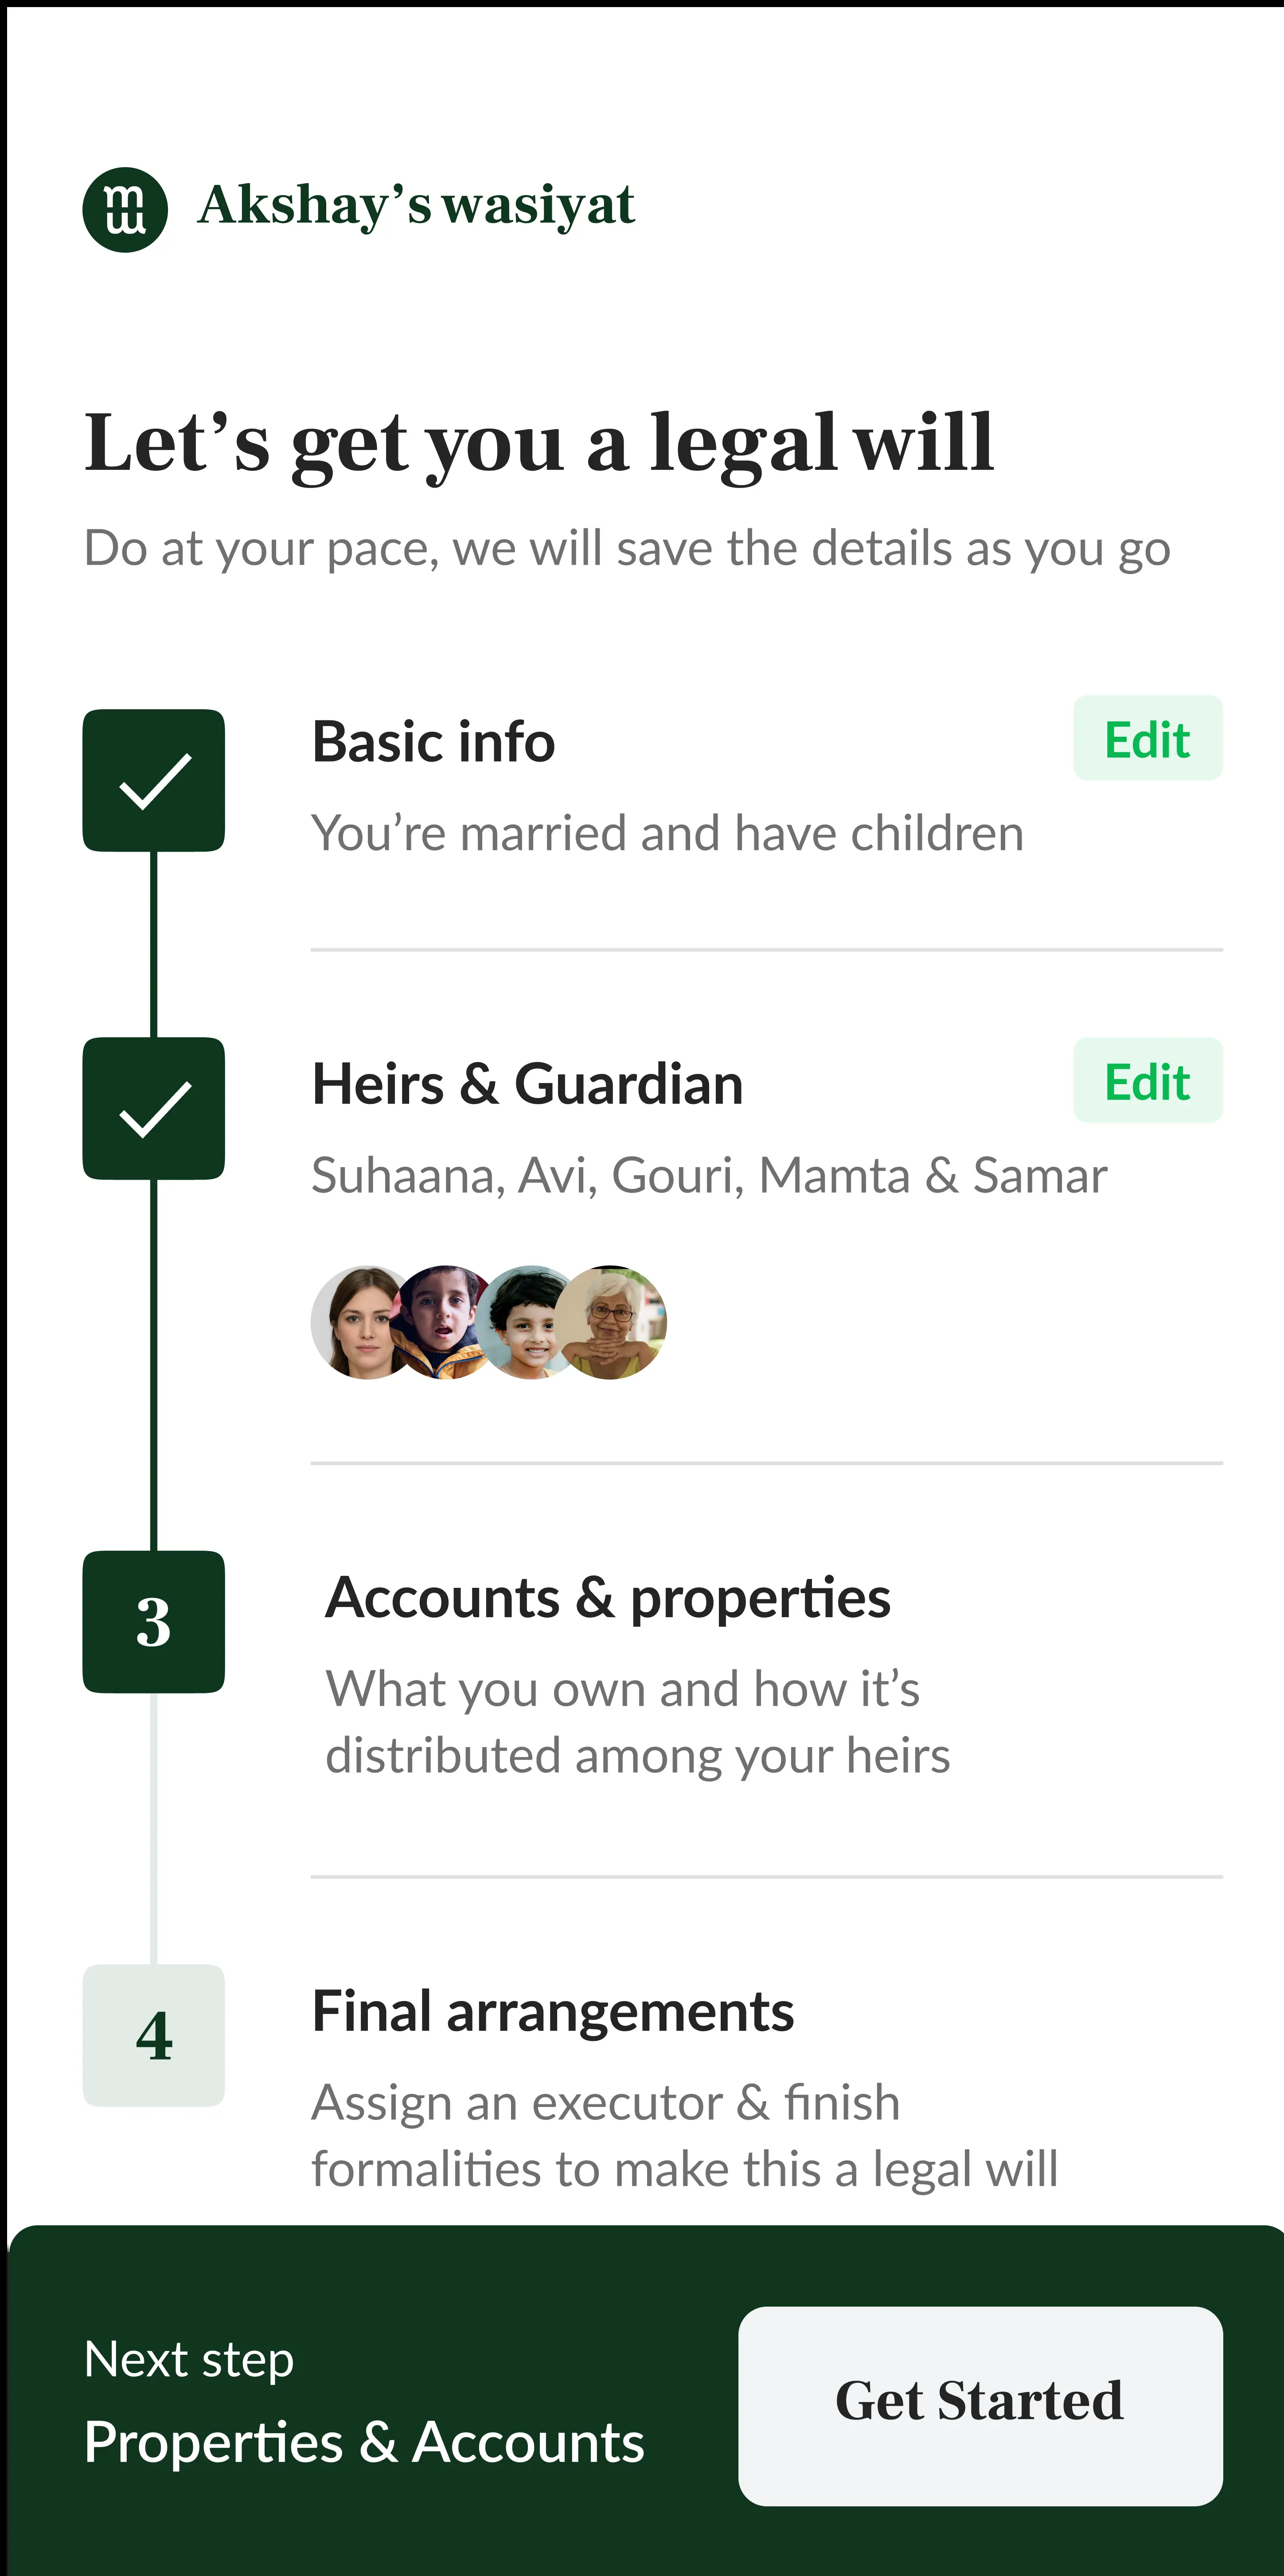 Akshay’s wasiyat
Let’s get you a legal will
Do at your pace, we will save the details as you go
Basic info
Edit
You’re married and have children
Heirs & Guardian
Edit
Suhaana, Avi, Gouri, Mamta & Samar
3
Accounts & properties
What you own and how it’s
distributed among your heirs
4
Final arrangements
Assign an executor & finish
formalities to make this a legal will
Next step
Properties & Accounts
Get Started